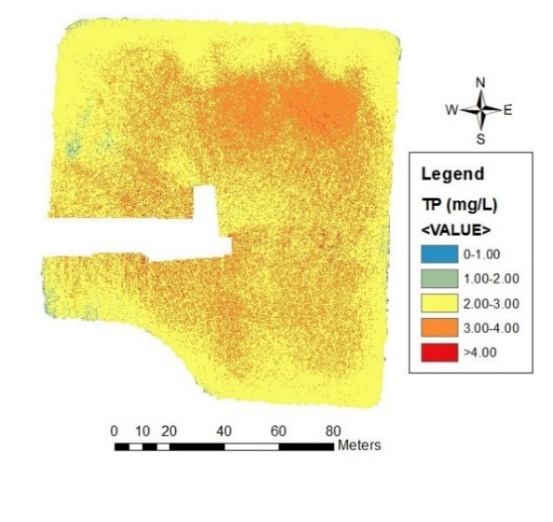 N
W E
S
Legend
TP (mg/L)
<VALUE>
0-1.00
1.00-2.00
2.00-3.00
3.00-4.00
>4.00
0 10 20 40 60 80
Meters